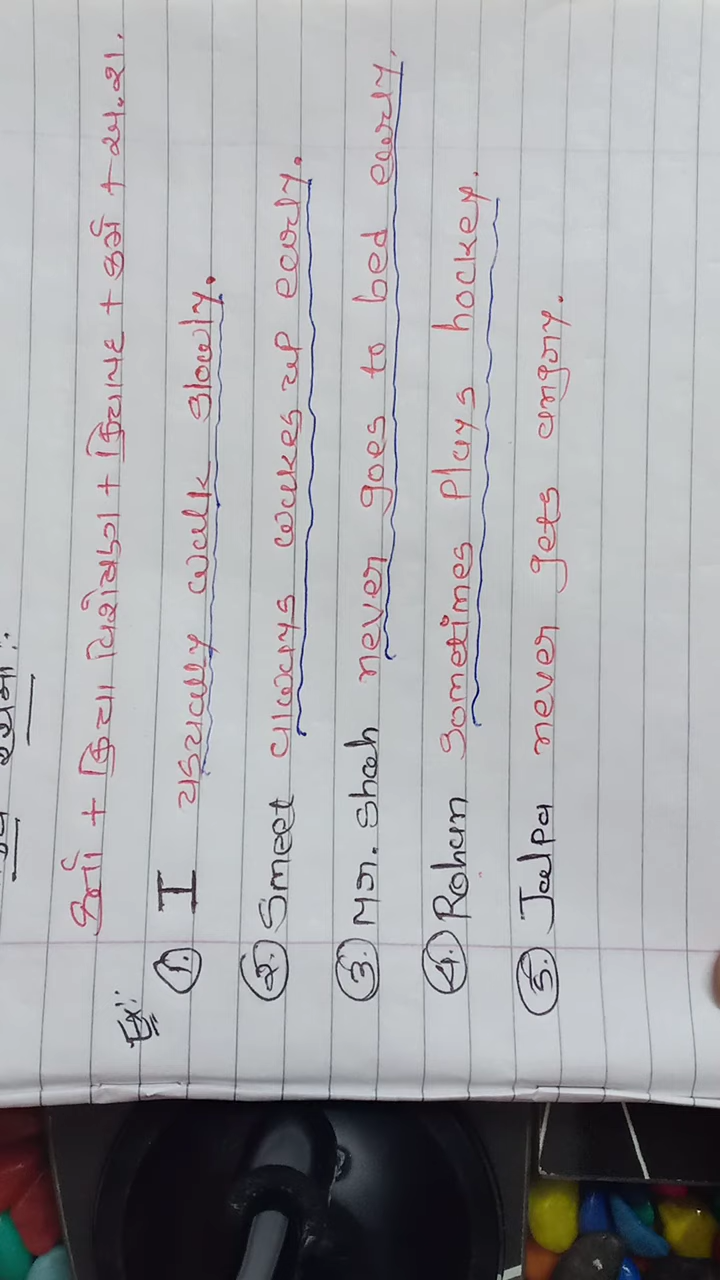 રચના :-
કર્તા + ક્રિયા વિશેષણ + ક્રિયાપદ + કર્મ + અ.શ.
Ex:-
1. I usually walk slowly.
2. Smeet always wakes up early.
3. Mr. Shah never goes to bed early.
4. Rohan sometimes plays hockey.
5. Jalpa never gets angry.